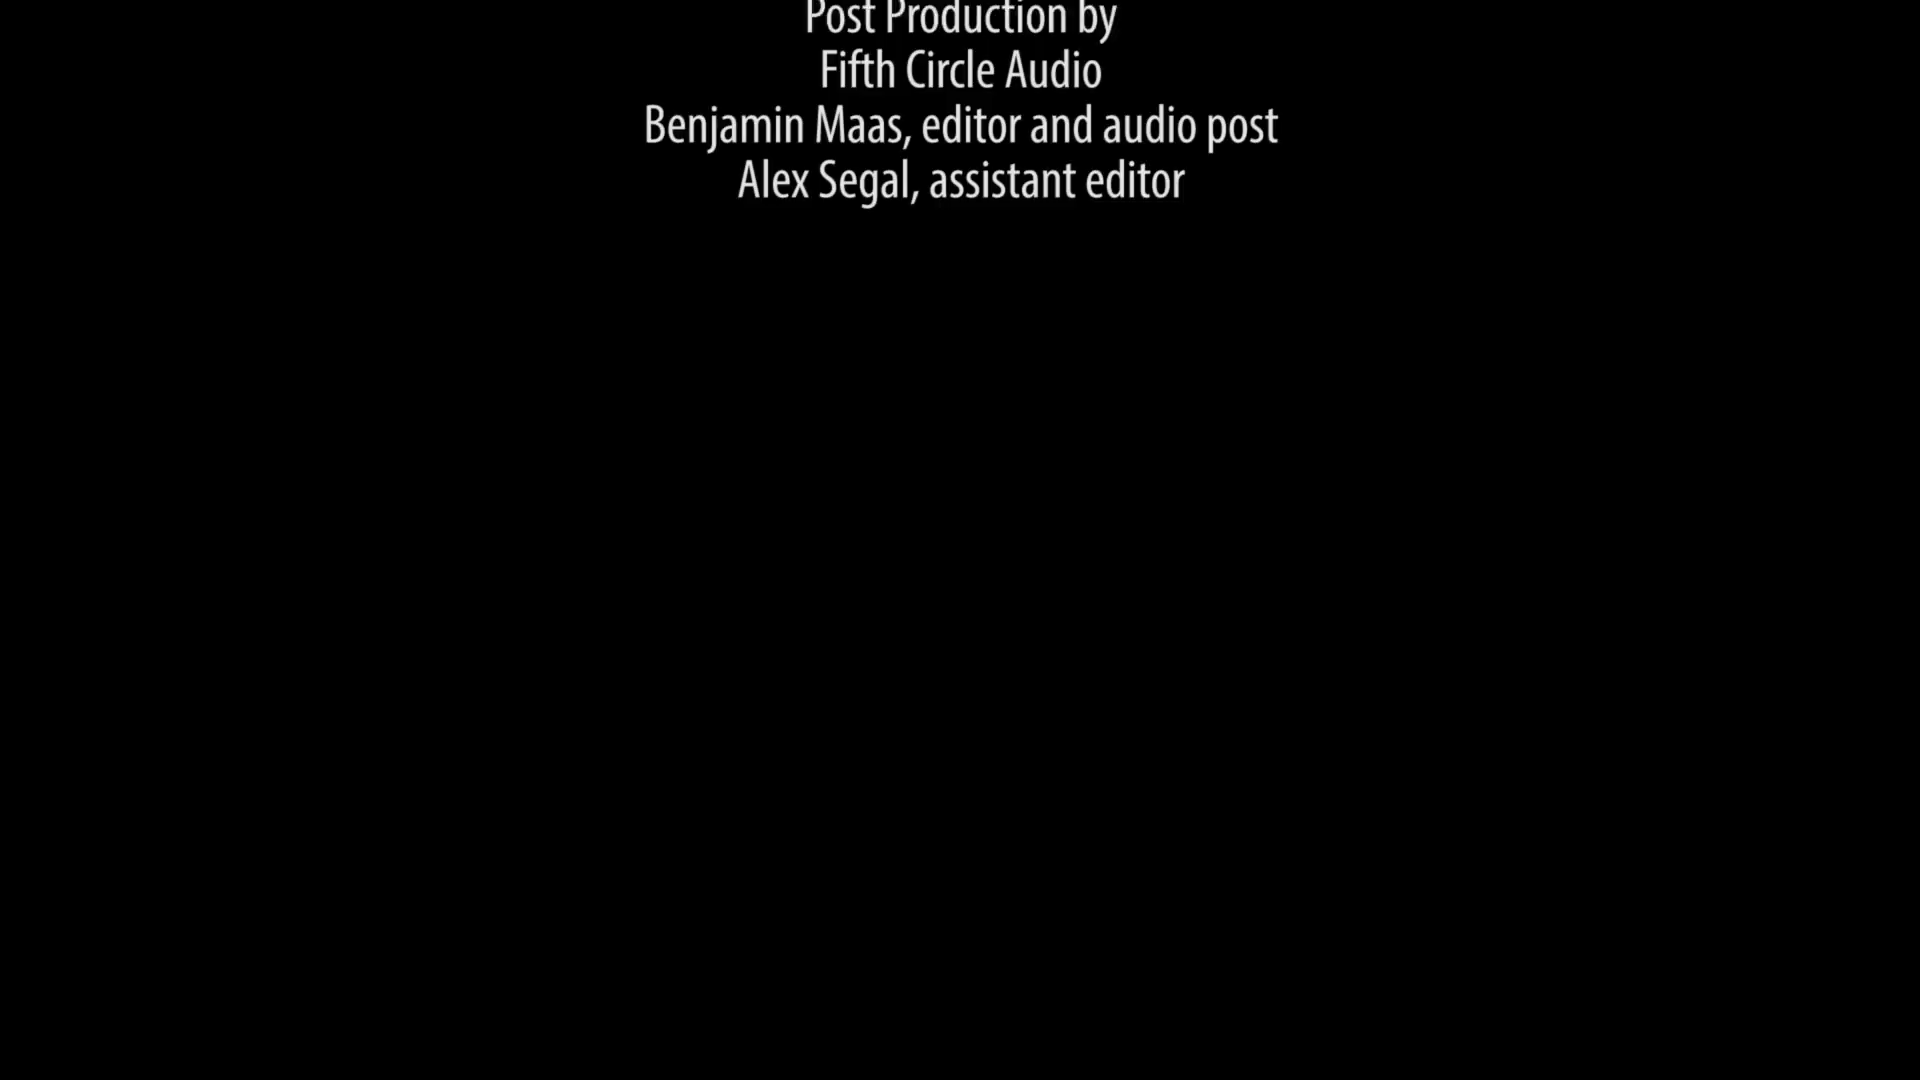 Post Production by
Fifth Circle Audio
Benjamin Maas, editor and audio post
Alex Segal, assistant editor